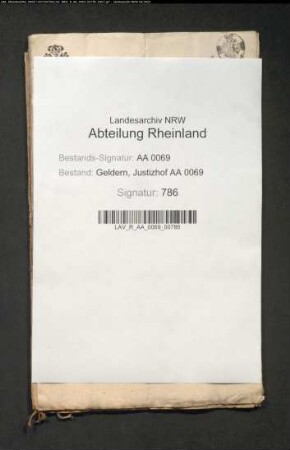 Landesarchiv NRW
Abteilung Rheinland
Bestands-Signatur: AA 0069
Bestand: Geldern, Justizhof AA 0069
Signatur: 786
LAV_R_AA_0069_00786